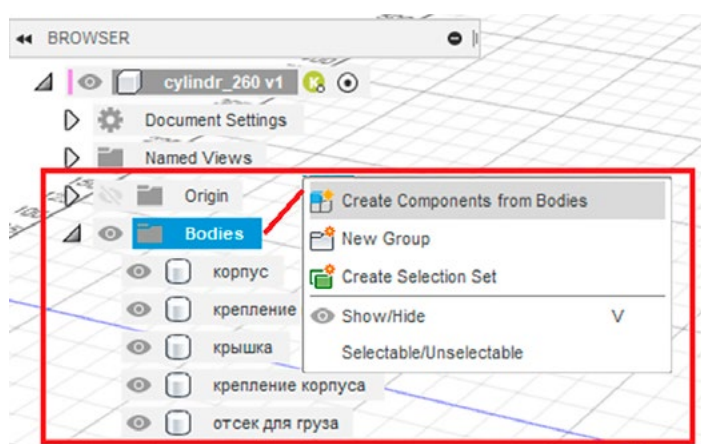 BROWSER
cylindr_260 v1
Document Settings
Named Views
Origin
Bodies
Create Components from Bodies
New Group
Create Selection Set
Show/Hide V
Selectable/Unselectable
корпус
крепление
крышка
крепление корпуса
отсек для груза